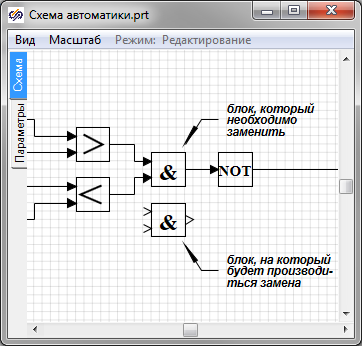 Схема автоматики.prt
Вид Масштаб Режим: Редактирование
Схема
Параметры
блок, который
необходимо
заменить
>
&
NOT
<
&
блок, на который
будет производи-
ться замена